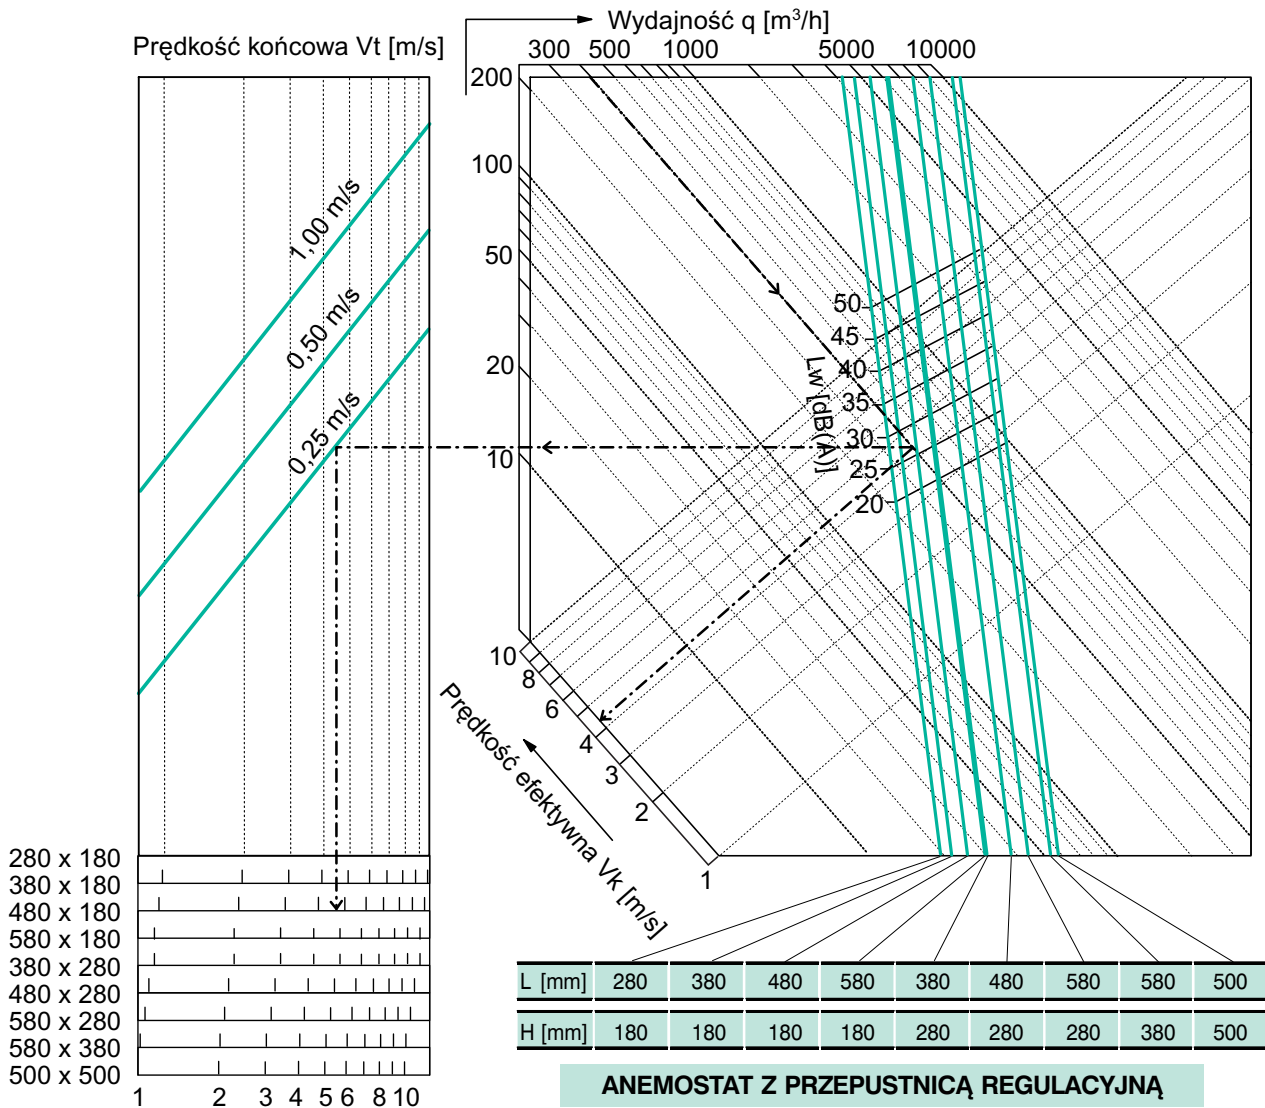 Wydajność q [m³/h]
Prędkość końcowa Vt [m/s]
300 500 1000 5000 10000
200
100
50
20
10
1,00 m/s
0,50 m/s
0,25 m/s
Lw [dB(A)]
50
45
40
35
30
25
20
10
8
6
4
3
2
1
Prędkość efektywna Vk [m/s]
280 x 180
380 x 180
480 x 180
580 x 180
380 x 280
480 x 280
580 x 280
580 x 380
500 x 500
1 2 3 4 5 6 8 10
L [mm] 280 380 480 580 380 480 580 580 500
H [mm] 180 180 180 180 280 280 280 380 500
ANEMOSTAT Z PRZEPUSTNICĄ REGULACYJNĄ